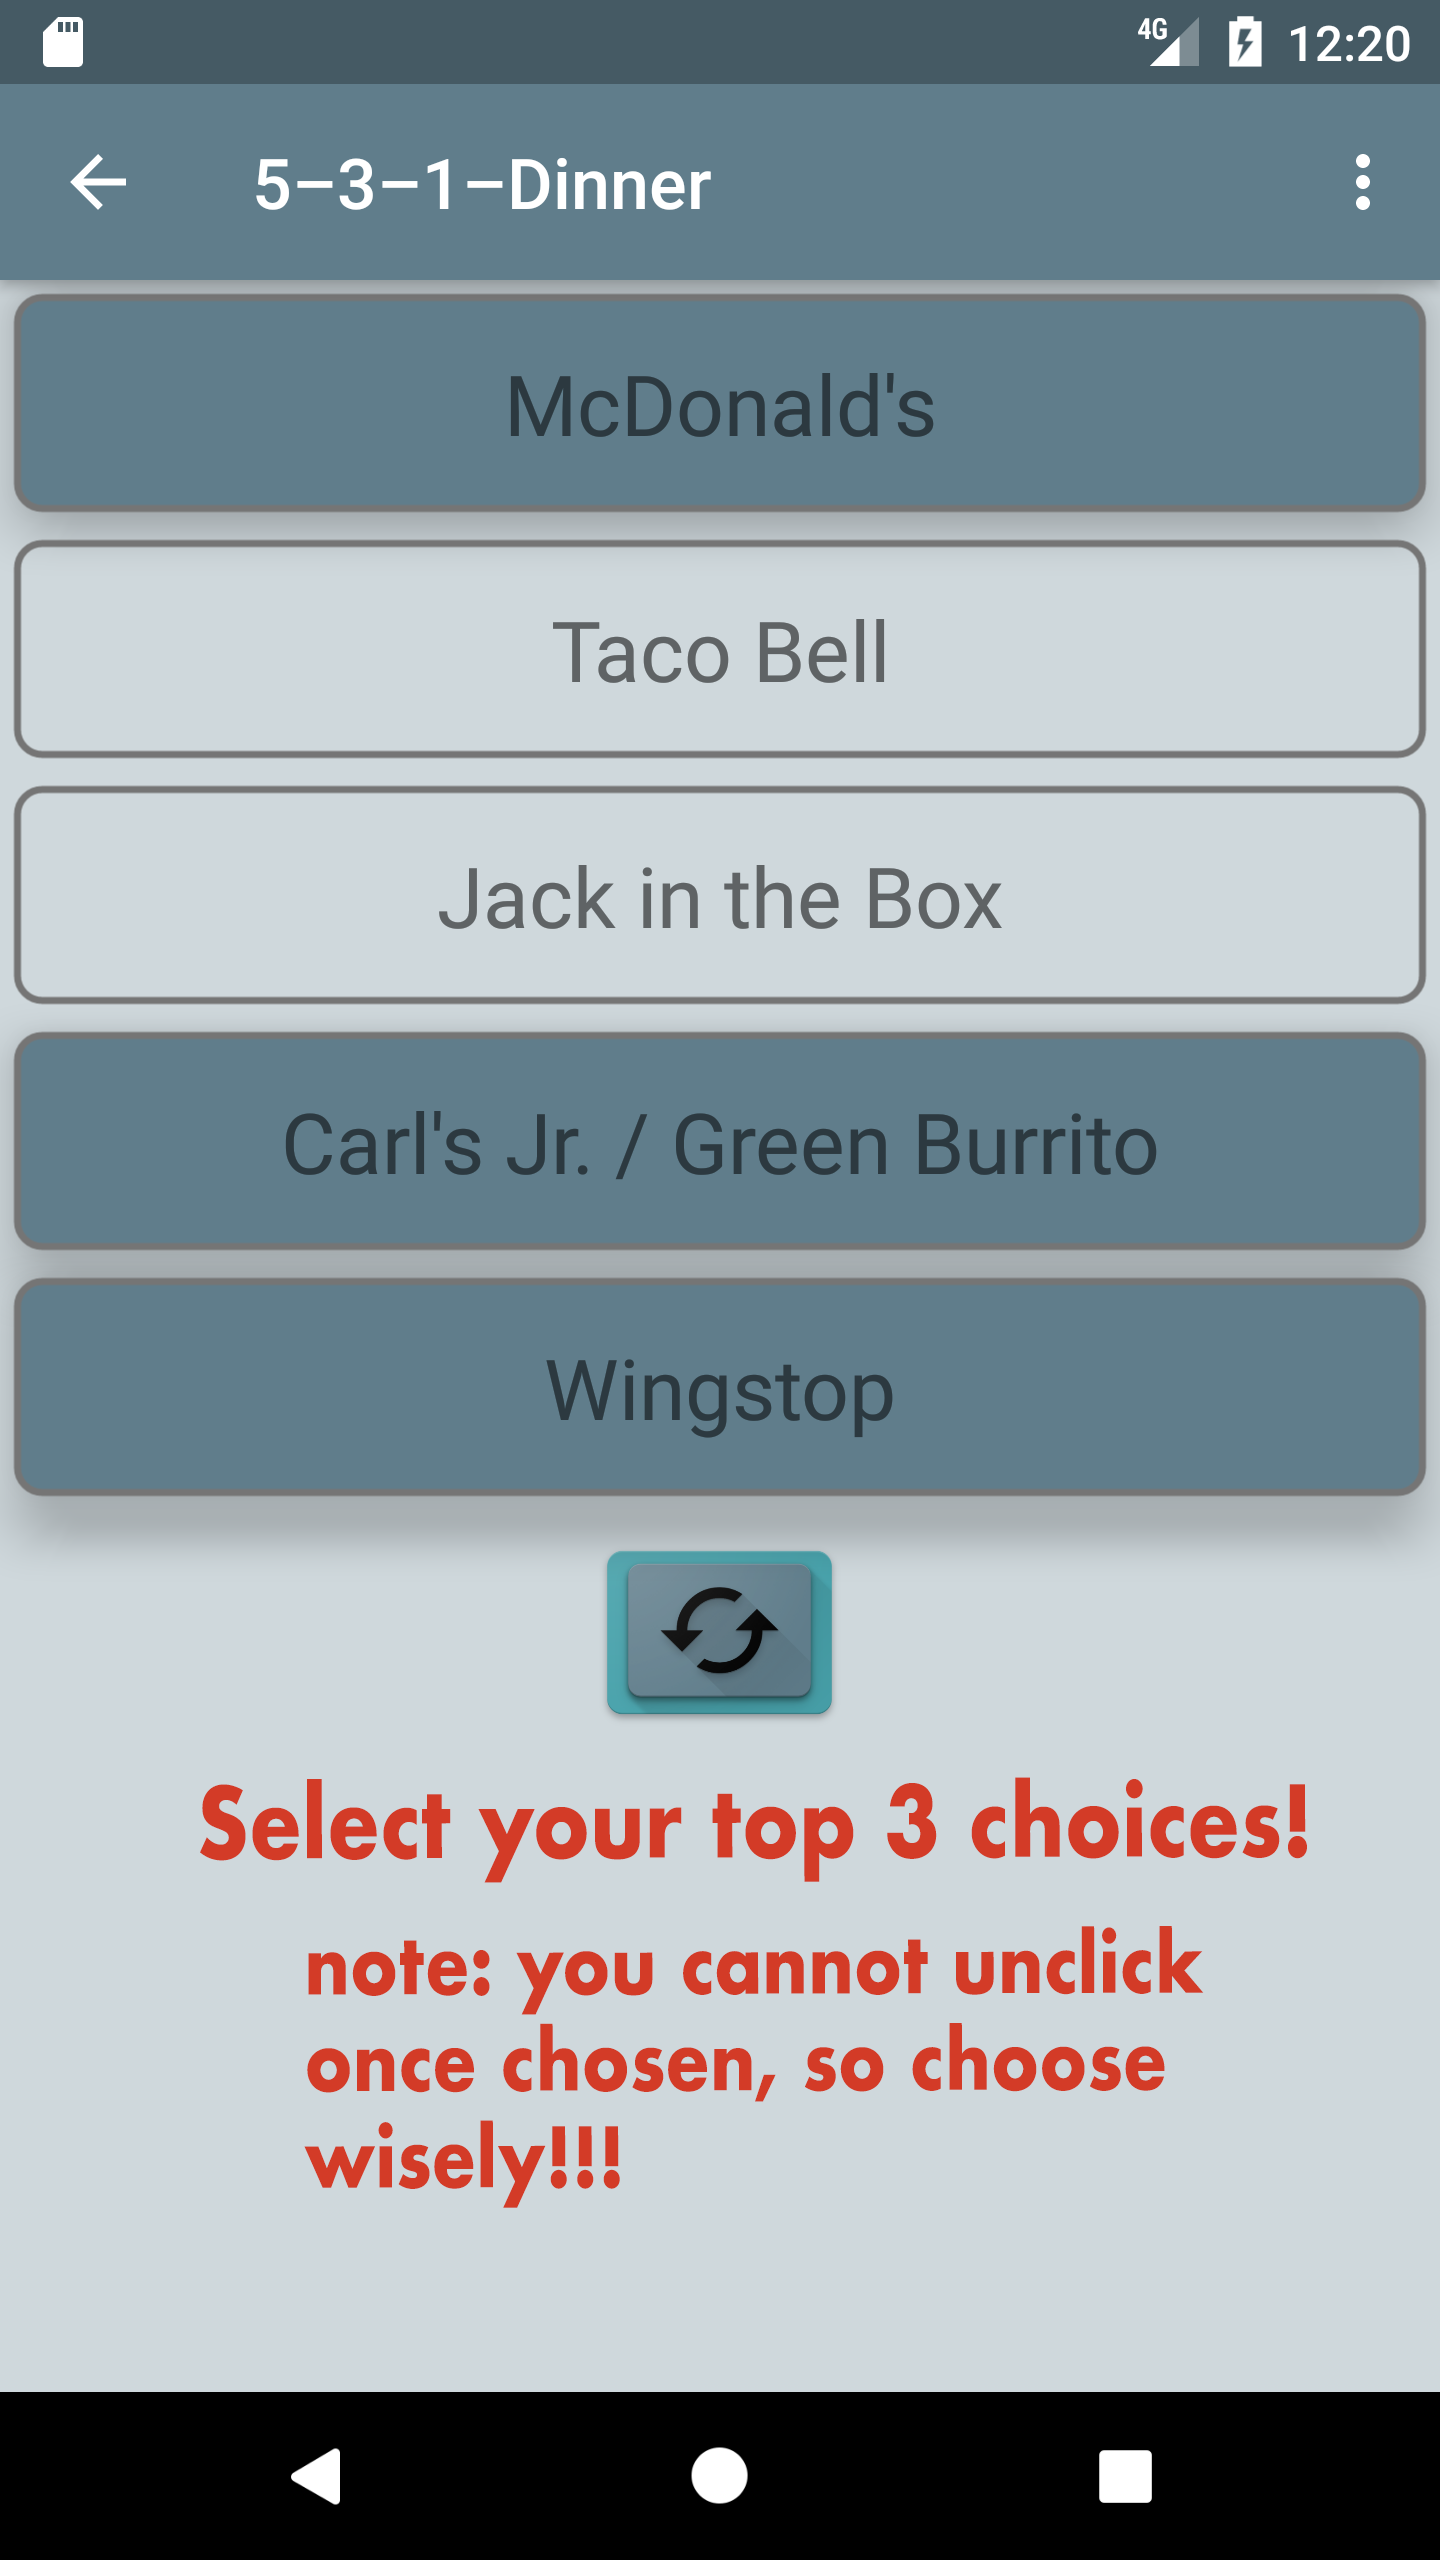 4G 12:20
5–3–1–Dinner
McDonald's
Taco Bell
Jack in the Box
Carl's Jr. / Green Burrito
Wingstop
Select your top 3 choices!
note: you cannot unclick
once chosen, so choose
wisely!!!